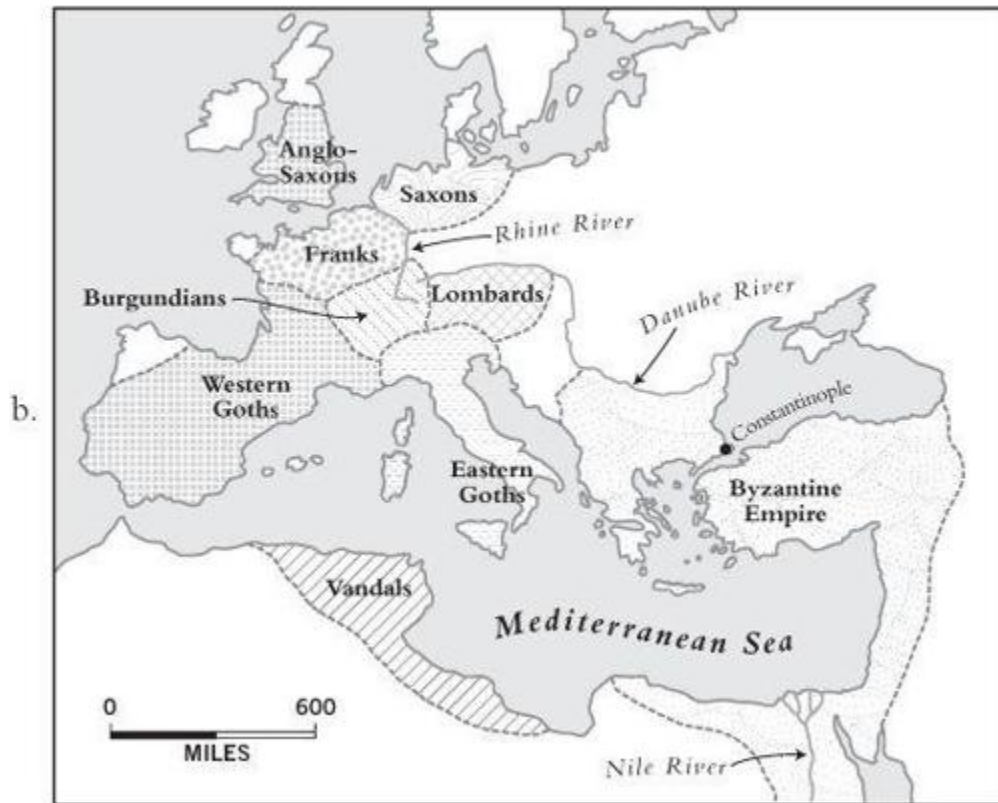 Anglo-
Saxons
Saxons
Rhine River
Franks
Burgundians
Lombards
Danube River
b.
Western
Goths
Constantinople
Eastern
Goths
Byzantine
Empire
Vandals
Mediterranean Sea
0 600
MILES
Nile River